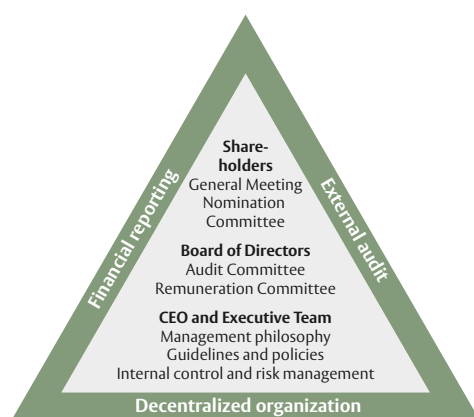 Share-
holders
General Meeting
Nomination
Committee
Board of Directors
Audit Committee
Remuneration Committee
CEO and Executive Team
Management philosophy
Guidelines and policies
Internal control and risk management
Financial reporting
External audit
Decentralized organization